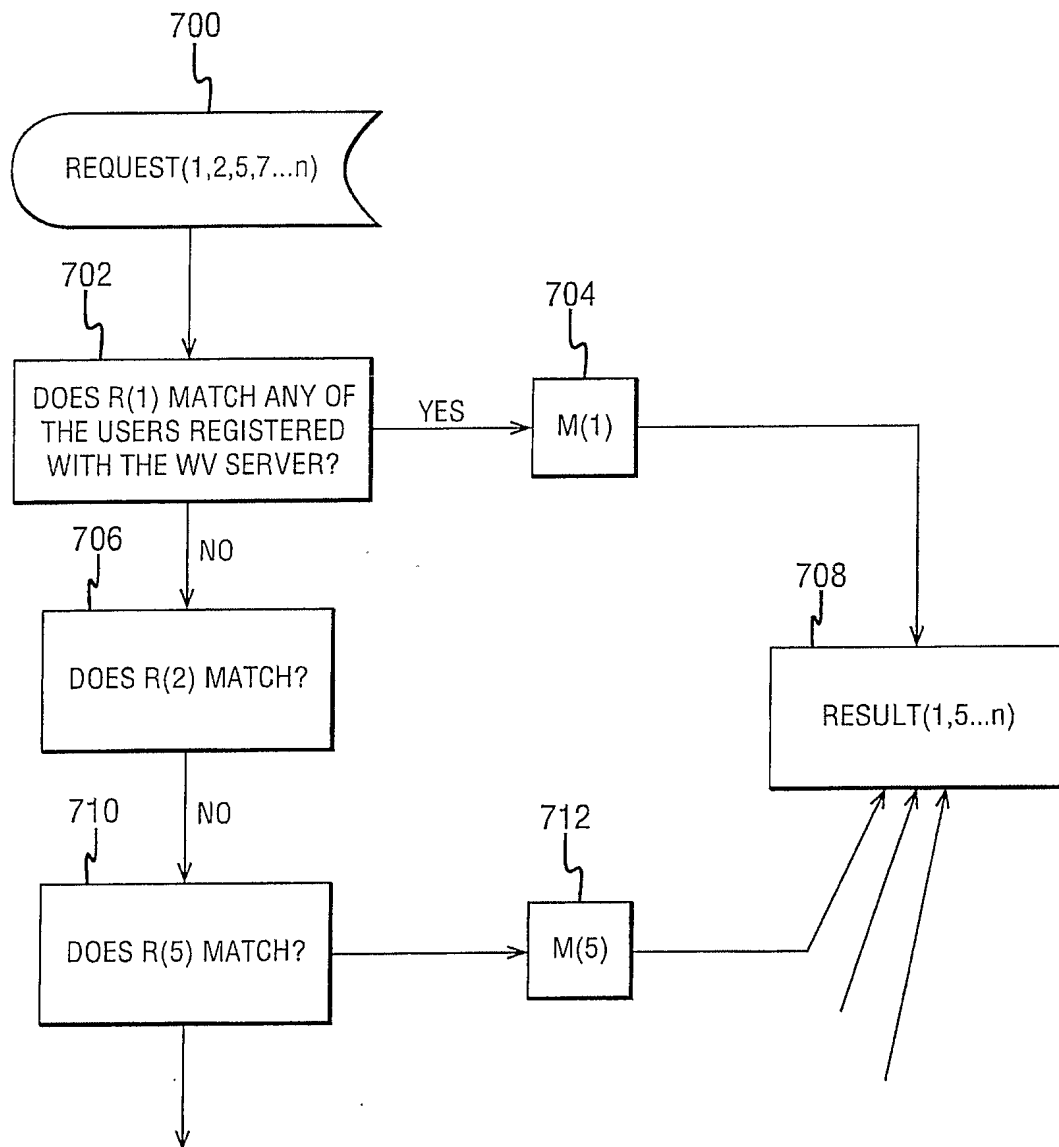 700
REQUEST(1,2,5,7...n)
702
DOES R(1) MATCH ANY OF
THE USERS REGISTERED
WITH THE WV SERVER?
YES
704
M(1)
NO
706
DOES R(2) MATCH?
708
RESULT(1,5...n)
NO
710
DOES R(5) MATCH?
712
M(5)